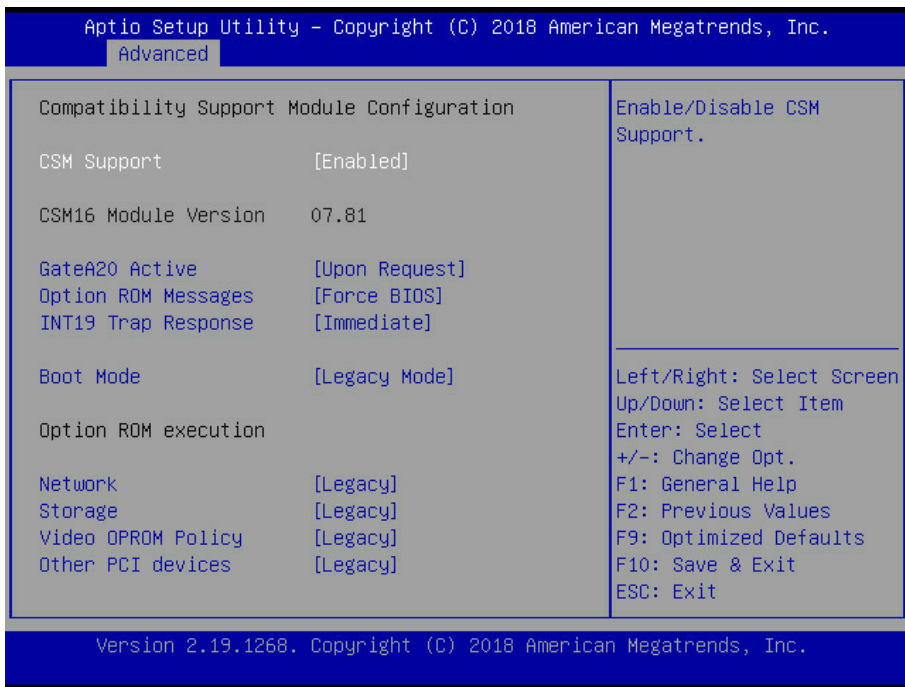 Aptio Setup Utility – Copyright (C) 2018 American Megatrends, Inc.
Advanced
Compatibility Support Module Configuration
CSM Support [Enabled]
CSM16 Module Version 07.81
GateA20 Active [Upon Request]
Option ROM Messages [Force BIOS]
INT19 Trap Response [Immediate]
Boot Mode [Legacy Mode]
Option ROM execution
Network [Legacy]
Storage [Legacy]
Video OPROM Policy [Legacy]
Other PCI devices [Legacy]
Enable/Disable CSM
Support.
Left/Right: Select Screen
Up/Down: Select Item
Enter: Select
+/-: Change Opt.
F1: General Help
F2: Previous Values
F9: Optimized Defaults
F10: Save & Exit
ESC: Exit
Version 2.19.1268. Copyright (C) 2018 American Megatrends, Inc.